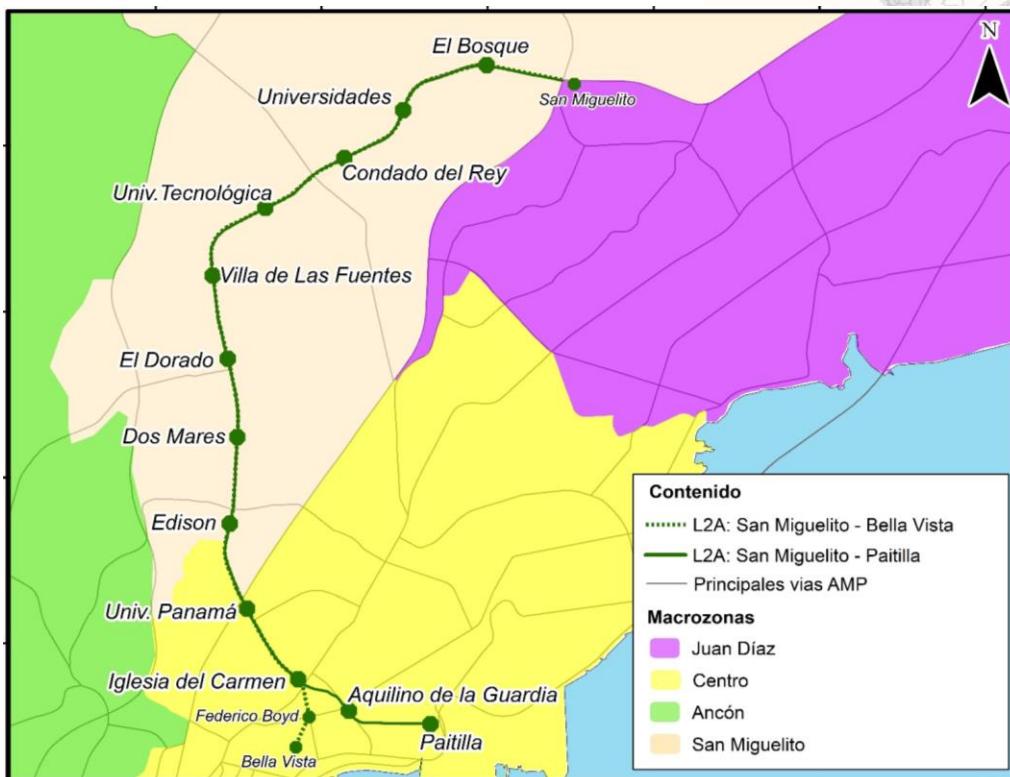 N
El Bosque
San Miguelito
Universidades
Condado del Rey
Univ.Tecnológica
Villa de Las Fuentes
El Dorado
Dos Mares
Edison
Univ. Panamá
Iglesia del Carmen
Aquilino de la Guardia
Federico Boyd
Paitilla
Bella Vista
Contenido
L2A: San Miguelito - Bella Vista
L2A: San Miguelito - Paitilla
Principales vias AMP
Macrozonas
Juan Díaz
Centro
Ancón
San Miguelito